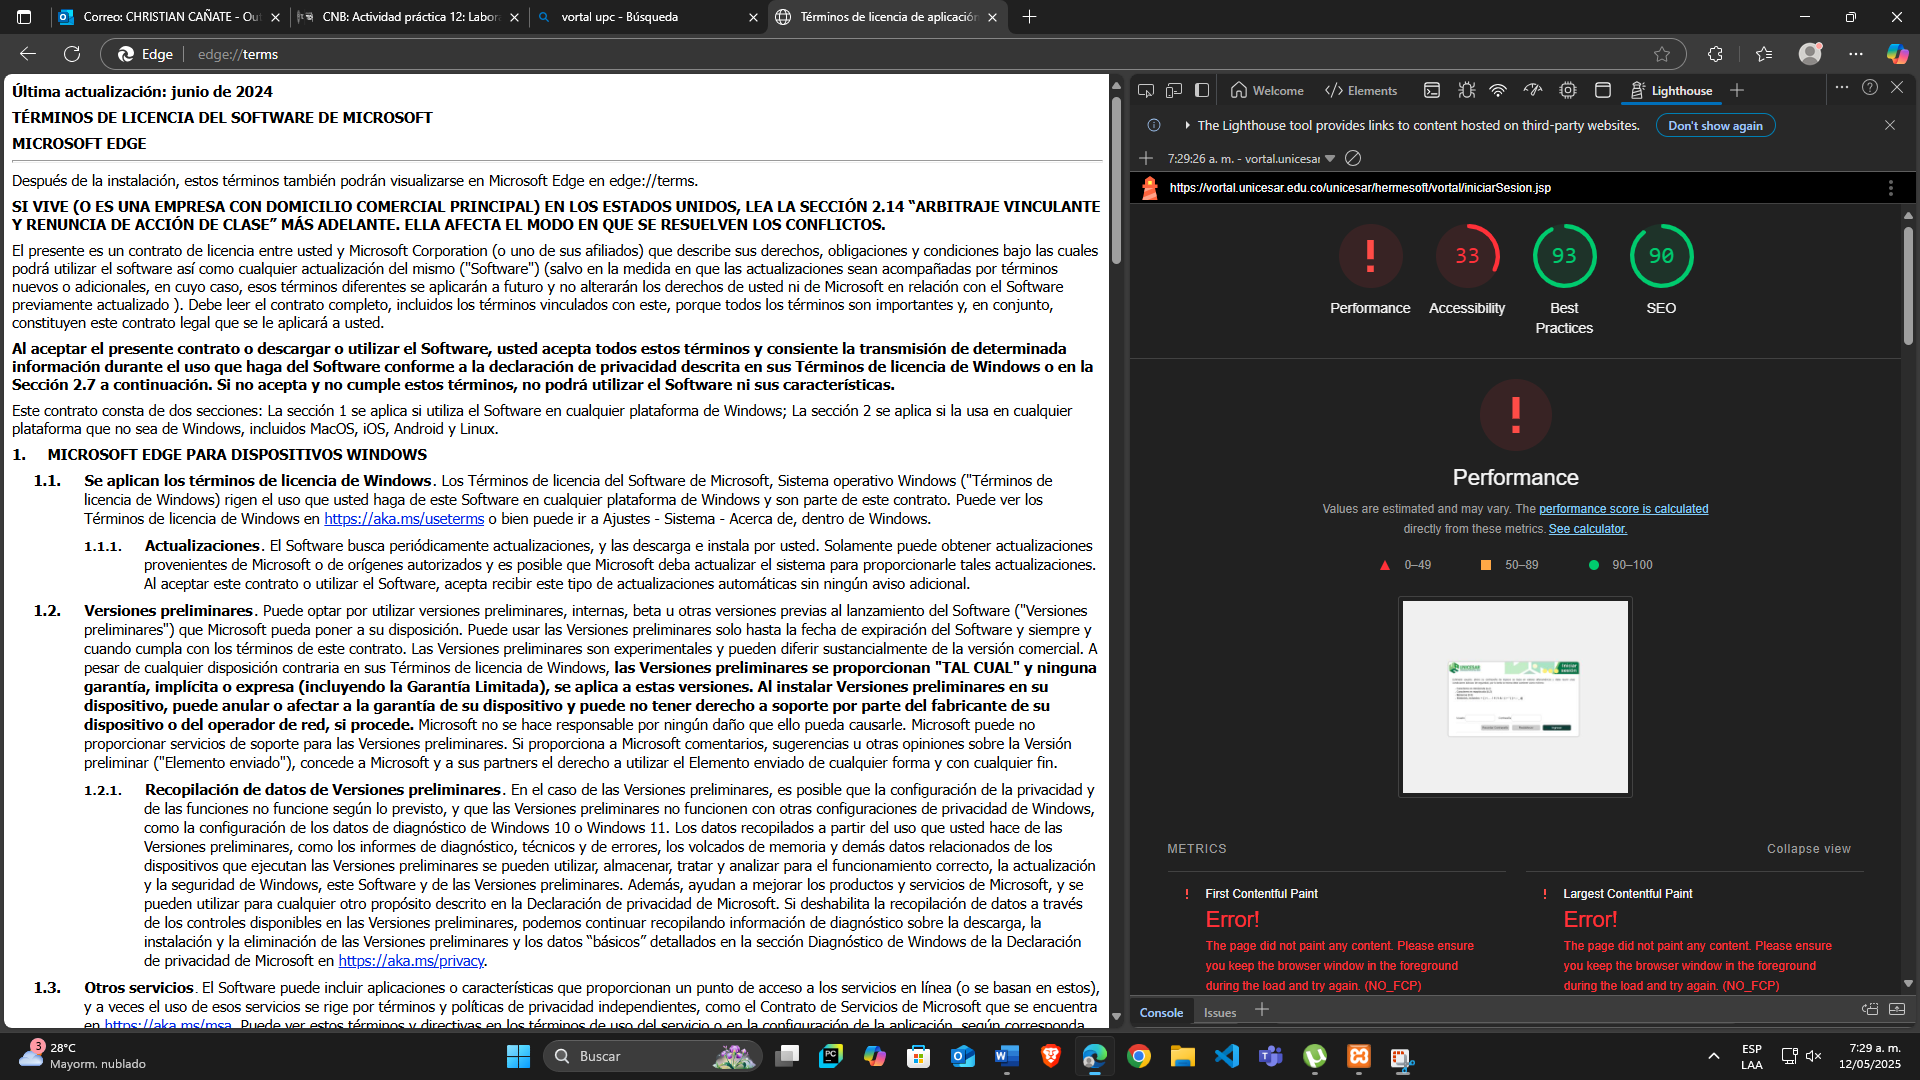 Correo: CHRISTIAN CAÑATE - Out
CNB: Actividad práctica 12: Labora
vortal upc - Búsqueda
Términos de licencia de aplicación
Edge
edge://terms
Última actualización: junio de 2024
TÉRMINOS DE LICENCIA DEL SOFTWARE DE MICROSOFT
MICROSOFT EDGE
Después de la instalación, estos términos también podrán visualizarse en Microsoft Edge en edge://terms.
SI VIVE (O ES UNA EMPRESA CON DOMICILIO COMERCIAL PRINCIPAL) EN LOS ESTADOS UNIDOS, LEA LA SECCIÓN 2.14 “ARBITRAJE VINCULANTE
Y RENUNCIA DE ACCIÓN DE CLASE” MÁS ADELANTE. ELLA AFECTA EL MODO EN QUE SE RESUELVEN LOS CONFLICTOS.
El presente es un contrato de licencia entre usted y Microsoft Corporation (o uno de sus afiliados) que describe sus derechos, obligaciones y condiciones bajo las cuales
podrá utilizar el software así como cualquier actualización del mismo ("Software") (salvo en la medida en que las actualizaciones sean acompañadas por términos
nuevos o adicionales, en cuyo caso, esos términos diferentes se aplicarán a futuro y no alterarán los derechos de usted ni de Microsoft en relación con el Software
previamente actualizado ). Debe leer el contrato completo, incluidos los términos vinculados con este, porque todos los términos son importantes y, en conjunto,
constituyen este contrato legal que se le aplicará a usted.
Al aceptar el presente contrato o descargar o utilizar el Software, usted acepta todos estos términos y consiente la transmisión de determinada
información durante el uso que haga del Software conforme a la declaración de privacidad descrita en sus Términos de licencia de Windows o en la
Sección 2.7 a continuación. Si no acepta y no cumple estos términos, no podrá utilizar el Software ni sus características.
Este contrato consta de dos secciones: La sección 1 se aplica si utiliza el Software en cualquier plataforma de Windows; La sección 2 se aplica si la usa en cualquier
plataforma que no sea de Windows, incluidos MacOS, iOS, Android y Linux.
1. MICROSOFT EDGE PARA DISPOSITIVOS WINDOWS
1.1. Se aplican los términos de licencia de Windows. Los Términos de licencia del Software de Microsoft, Sistema operativo Windows ("Términos de
licencia de Windows) rigen el uso que usted haga de este Software en cualquier plataforma de Windows y son parte de este contrato. Puede ver los
Términos de licencia de Windows en https://aka.ms/useterms o bien puede ir a Ajustes - Sistema - Acerca de, dentro de Windows.
1.1.1. Actualizaciones. El Software busca periódicamente actualizaciones, y las descarga e instala por usted. Solamente puede obtener actualizaciones
provenientes de Microsoft o de orígenes autorizados y es posible que Microsoft deba actualizar el sistema para proporcionarle tales actualizaciones.
Al aceptar este contrato o utilizar el Software, acepta recibir este tipo de actualizaciones automáticas sin ningún aviso adicional.
1.2. Versiones preliminares. Puede optar por utilizar versiones preliminares, internas, beta u otras versiones previas al lanzamiento del Software ("Versiones
preliminares") que Microsoft pueda poner a su disposición. Puede usar las Versiones preliminares solo hasta la fecha de expiración del Software y siempre y
cuando cumpla con los términos de este contrato. Las Versiones preliminares son experimentales y pueden diferir sustancialmente de la versión comercial. A
pesar de cualquier disposición contraria en sus Términos de licencia de Windows, las Versiones preliminares se proporcionan "TAL CUAL" y ninguna
garantía, implícita o expresa (incluyendo la Garantía Limitada), se aplica a estas versiones. Al instalar Versiones preliminares en su
dispositivo, puede anular o afectar a la garantía de su dispositivo y puede no tener derecho a soporte por parte del fabricante de su
dispositivo o del operador de red, si procede. Microsoft no se hace responsable por ningún daño que ello pueda causarle. Microsoft puede no
proporcionar servicios de soporte para las Versiones preliminares. Si proporciona a Microsoft comentarios, sugerencias u otras opiniones sobre la Versión
preliminar ("Elemento enviado"), concede a Microsoft y a sus partners el derecho a utilizar el Elemento enviado de cualquier forma y con cualquier fin.
1.2.1. Recopilación de datos de Versiones preliminares. En el caso de las Versiones preliminares, es posible que la configuración de la privacidad y
de las funciones no funcione según lo previsto, y que las Versiones preliminares no funcionen con otras configuraciones de privacidad de Windows,
como la configuración de los datos de diagnóstico de Windows 10 o Windows 11. Los datos recopilados a partir del uso que usted hace de las
Versiones preliminares, como los informes de diagnóstico, técnicos y de errores, los volcados de memoria y demás datos relacionados de los
dispositivos que ejecutan las Versiones preliminares se pueden utilizar, almacenar, tratar y analizar para el funcionamiento correcto, la actualización
y la seguridad de Windows, este Software y de las Versiones preliminares. Además, ayudan a mejorar los productos y servicios de Microsoft, y se
pueden utilizar para cualquier otro propósito descrito en la Declaración de privacidad de Microsoft. Si deshabilita la recopilación de datos a través
de los controles disponibles en las Versiones preliminares, podemos continuar recopilando información de diagnóstico sobre la descarga, la
instalación y la eliminación de las Versiones preliminares y los datos “básicos” detallados en la sección Diagnóstico de Windows de la Declaración
de privacidad de Microsoft en https://aka.ms/privacy.
1.3. Otros servicios. El Software puede incluir aplicaciones o características que proporcionan un punto de acceso a los servicios en línea (o se basan en estos),
y a veces el uso de esos servicios se rige por términos y políticas de privacidad independientes, como el Contrato de Servicios de Microsoft que se encuentra
en https://aka.ms/msa. Puede ver estos términos y directivas en los términos de uso del servicio o en la configuración de la aplicación, según corresponda
Welcome
Elements
Lighthouse
The Lighthouse tool provides links to content hosted on third-party websites.
Don't show again
7:29:26 a. m. - vortal.unicesar
https://vortal.unicesar.edu.co/unicesar/hermesoft/vortal/iniciarSesion.jsp
!
33
93
90
Performance
Accessibility
Best
Practices
SEO
!
Performance
Values are estimated and may vary. The performance score is calculated
directly from these metrics. See calculator.
0–49
50–89
90–100
UNICESAR
Iniciar
sesión
METRICS
Collapse view
! First Contentful Paint
Error!
The page did not paint any content. Please ensure
you keep the browser window in the foreground
during the load and try again. (NO_FCP)
! Largest Contentful Paint
Error!
The page did not paint any content. Please ensure
you keep the browser window in the foreground
during the load and try again. (NO_FCP)
Console
Issues
3
28°C
Mayorm. nublado
Buscar
ESP
LAA
7:29 a. m.
12/05/2025